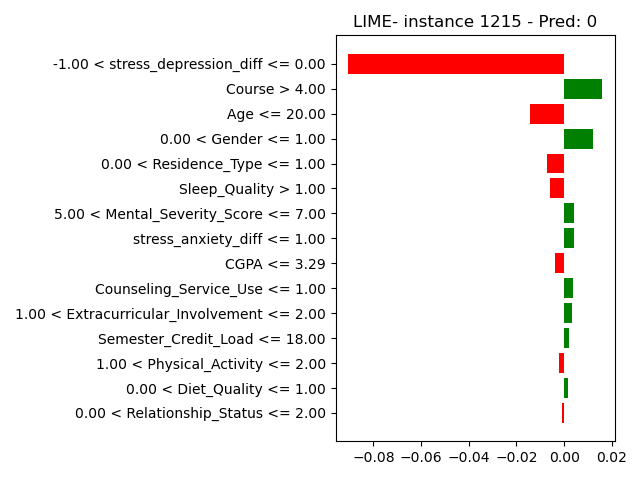 LIME- instance 1215 - Pred: 0
-1.00 < stress_depression_diff <= 0.00
Course > 4.00
Age <= 20.00
0.00 < Gender <= 1.00
0.00 < Residence_Type <= 1.00
Sleep_Quality > 1.00
5.00 < Mental_Severity_Score <= 7.00
stress_anxiety_diff <= 1.00
CGPA <= 3.29
Counseling_Service_Use <= 1.00
1.00 < Extracurricular_Involvement <= 2.00
Semester_Credit_Load <= 18.00
1.00 < Physical_Activity <= 2.00
0.00 < Diet_Quality <= 1.00
0.00 < Relationship_Status <= 2.00
−0.08 −0.06 −0.04 −0.02 0.00 0.02